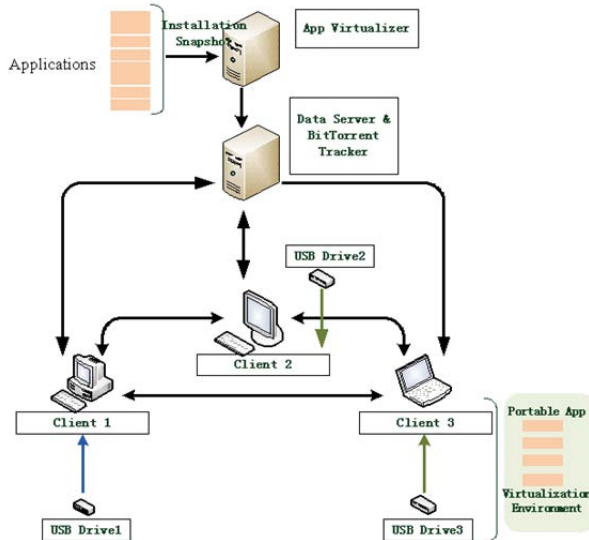 Installation
Snapshot
App Virtualizer
Applications
Data Server &
BitTorrent
Tracker
USB Drive2
Client 2
Client 1
Client 3
Portable App
Virtualization
Environment
USB Drive1
USB Drive3